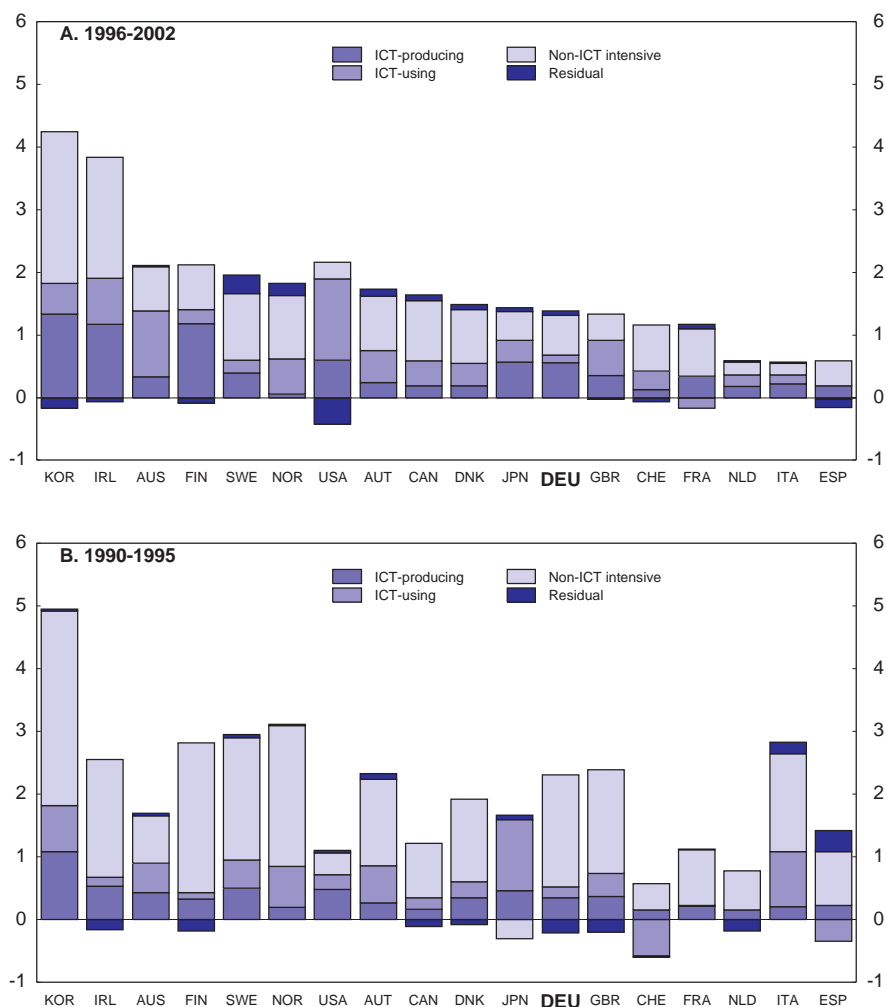 A. 1996-2002
ICT-producing
Non-ICT intensive
ICT-using
Residual
6 6
5 5
4 4
3 3
2 2
1 1
0 0
-1 -1
KOR IRL AUS FIN SWE NOR USA AUT CAN DNK JPN DEU GBR CHE FRA NLD ITA ESP
B. 1990-1995
ICT-producing
Non-ICT intensive
ICT-using
Residual
6 6
5 5
4 4
3 3
2 2
1 1
0 0
-1 -1
KOR IRL AUS FIN SWE NOR USA AUT CAN DNK JPN DEU GBR CHE FRA NLD ITA ESP